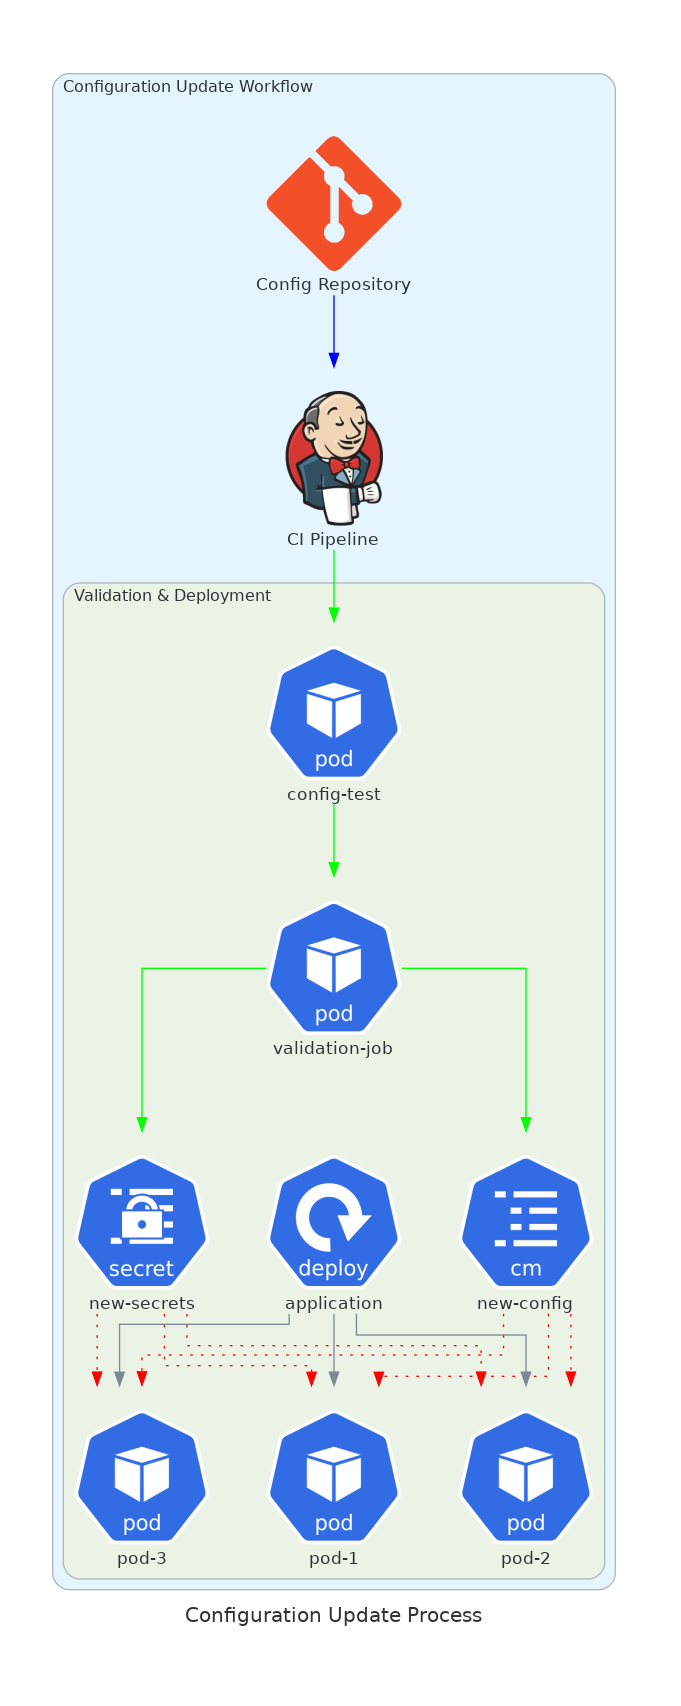 Configuration Update Workflow
Config Repository
CI Pipeline
Validation & Deployment
pod
config-test
pod
validation-job
secret
new-secrets
deploy
application
cm
new-config
pod
pod-3
pod
pod-1
pod
pod-2
Configuration Update Process